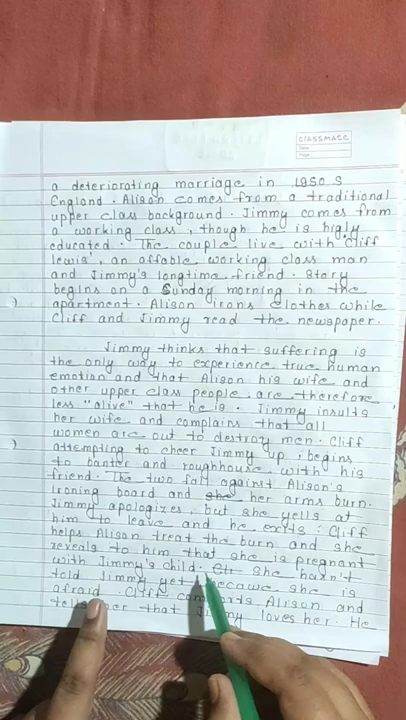 CLASSMATE
Date
Page
a deteriorating marriage in 1950 s
England. Alison comes from a traditional
upper class background. Jimmy comes from
a working class, though he is higly
educated. The couple live with 'Cliff
lewis', an affable working class man
and Jimmy's longtime friend. Story
begins on a Sunday morning in the
apartment. Alison irons clothes while
Cliff and Jimmy read the newspaper.
Jimmy thinks that suffering is
the only way to experience true human
emotion and that Alison his wife and
other upper class people are therefore
less "alive" that he is. Jimmy insults
her wife and complains that all
women are out to destroy men. Cliff
attempting to cheer Jimmy up, begins
to banter and roughhouse with his
friend. The two fall against Alison's
Ironing board and she her arms burn.
Jimmy apologizes, but she yells at
him to leave and he exits. Cliff
helps Alison treat the burn and she
reveals to him that she is pregnant
with Jimmy's child. She hasn't
told Jimmy yet because she is
afraid. Cliff comforts Alison and
tells her that Jimmy loves her. He